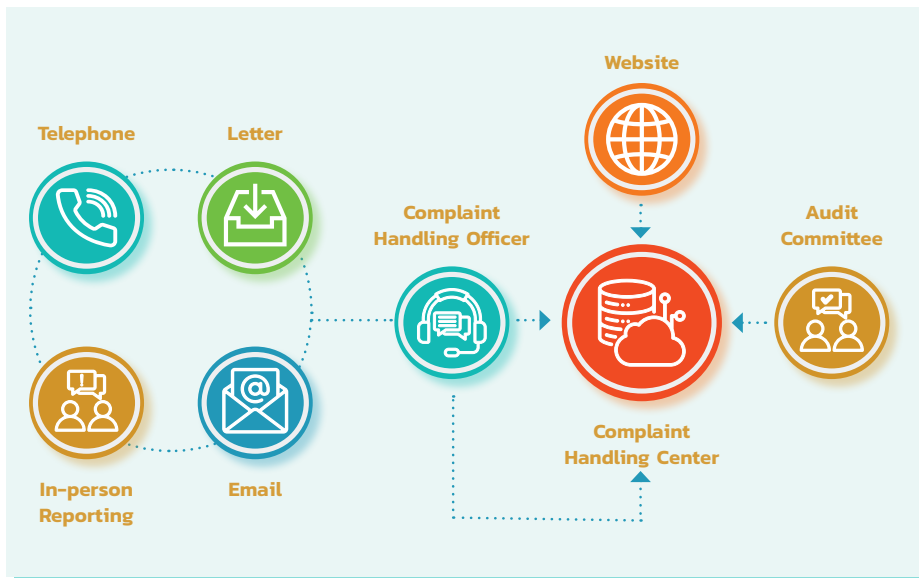 Website
Telephone
Letter
Complaint
Handling Officer
Audit
Committee
@
Complaint
Handling Center
In-person
Reporting
Email